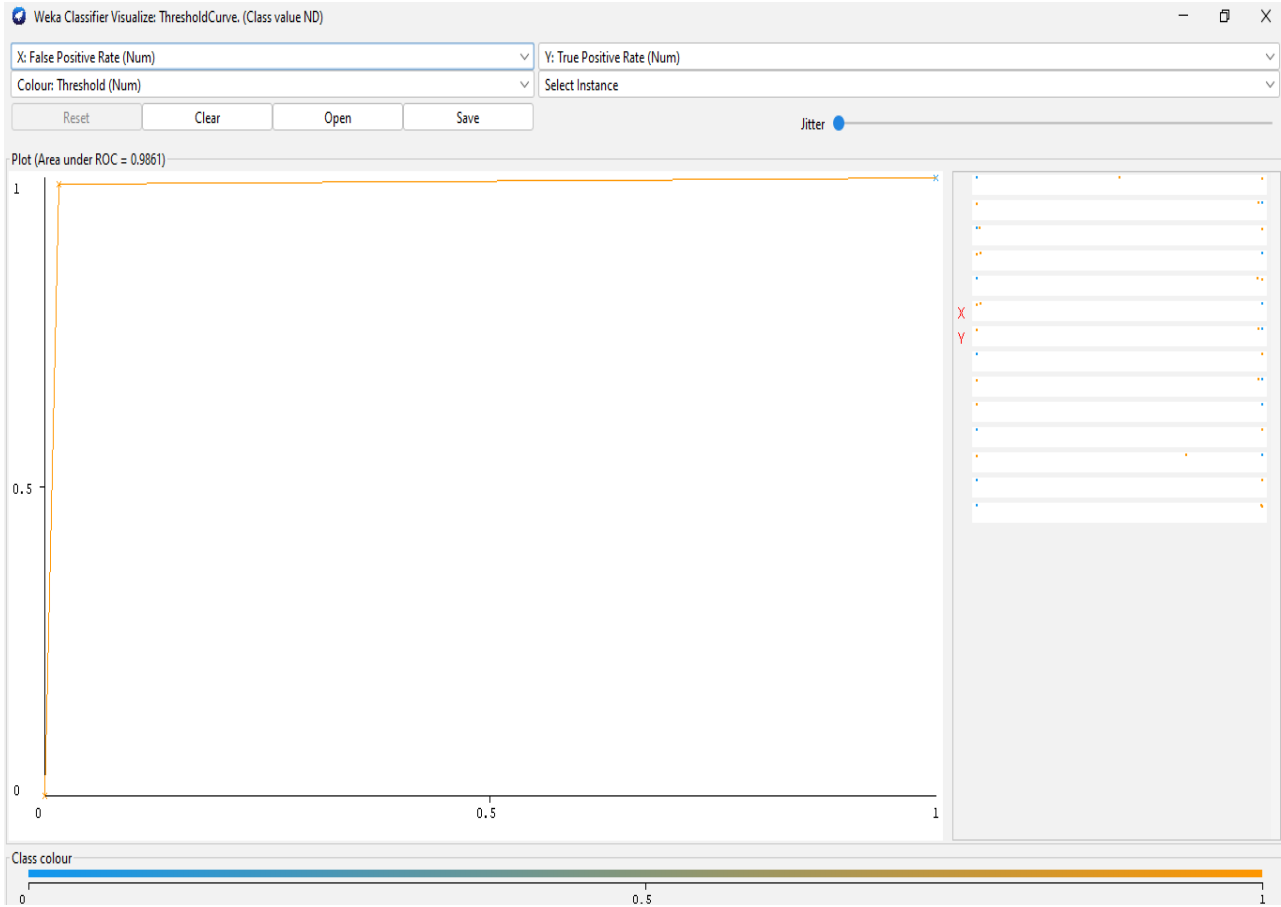 Weka Classifier Visualize: ThresholdCurve. (Class value ND)
X: False Positive Rate (Num)
Y: True Positive Rate (Num)
Colour: Threshold (Num)
Select Instance
Reset
Clear
Open
Save
Jitter
Plot (Area under ROC = 0.9861)
1
0.5
0
0
0.5
1
X
Y
Class colour
0
0.5
1